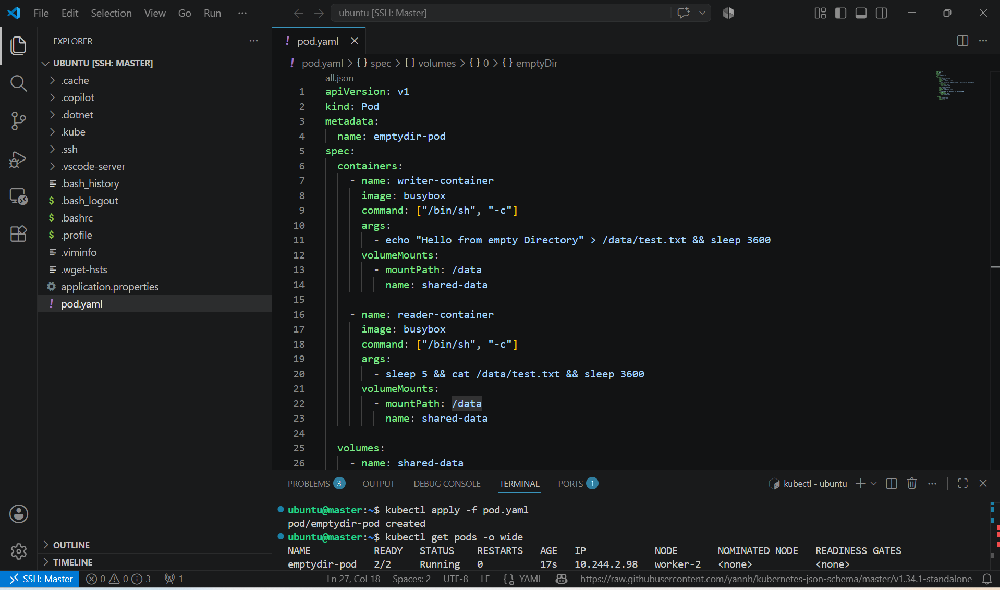 File Edit Selection View Go Run ···
ubuntu [SSH: Master]
EXPLORER
UBUNTU [SSH: MASTER]
.cache
.copilot
.dotnet
.kube
.ssh
.vscode-server
.bash_history
$ .bash_logout
$ .bashrc
$ .profile
.viminfo
.wget-hsts
application.properties
! pod.yaml
OUTLINE
TIMELINE
! pod.yaml
! pod.yaml > {} spec > [] volumes > {} 0 > {} emptyDir
all.json
1 apiVersion: v1
2 kind: Pod
3 metadata:
4 name: emptydir-pod
5 spec:
6 containers:
7 - name: writer-container
8 image: busybox
9 command: ["/bin/sh", "-c"]
10 args:
11 - echo "Hello from empty Directory" > /data/test.txt && sleep 3600
12 volumeMounts:
13 - mountPath: /data
14 name: shared-data
15
16 - name: reader-container
17 image: busybox
18 command: ["/bin/sh", "-c"]
19 args:
20 - sleep 5 && cat /data/test.txt && sleep 3600
21 volumeMounts:
22 - mountPath: /data
23 name: shared-data
24
25 volumes:
26 - name: shared-data
PROBLEMS 3 OUTPUT DEBUG CONSOLE TERMINAL PORTS 1
kubectl - ubuntu
ubuntu@master:~$ kubectl apply -f pod.yaml
pod/emptydir-pod created
ubuntu@master:~$ kubectl get pods -o wide
NAME READY STATUS RESTARTS AGE IP NODE NOMINATED NODE READINESS GATES
emptydir-pod 2/2 Running 0 17s 10.244.2.98 worker-2 <none> <none>
SSH: Master 0 0 3 1 Ln 27, Col 18 Spaces: 2 UTF-8 LF YAML https://raw.githubusercontent.com/yannh/kubernetes-json-schema/master/v1.34.1-standalone